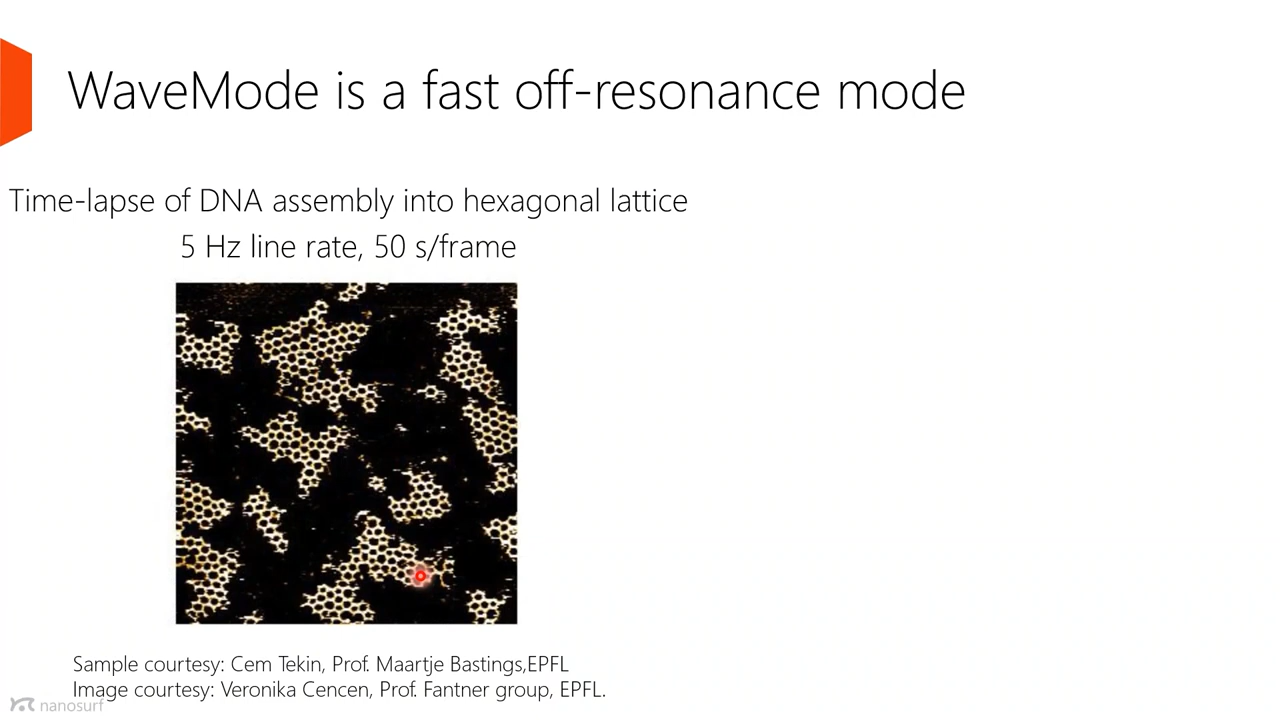 WaveMode is a fast off-resonance mode
Time-lapse of DNA assembly into hexagonal lattice
5 Hz line rate, 50 s/frame
Sample courtesy: Cem Tekin, Prof. Maartje Bastings,EPFL
Image courtesy: Veronika Cencen, Prof. Fantner group, EPFL.
nanosurf